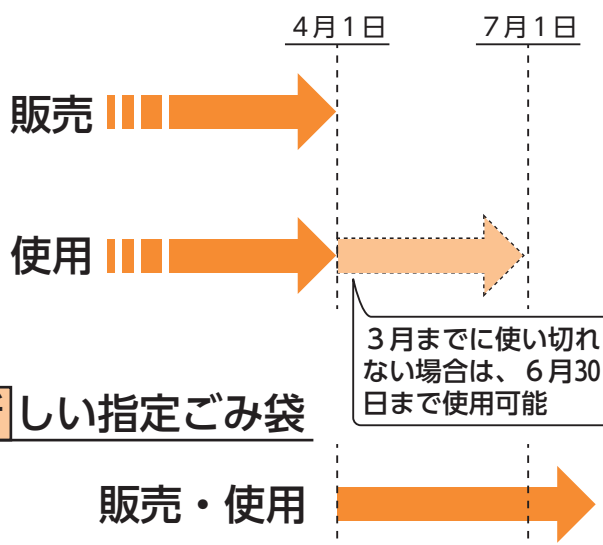 4月1日 7月1日
販売
使用
３月までに使い切れ
ない場合は、６月30
日まで使用可能
しい指定ごみ袋
販売・使用